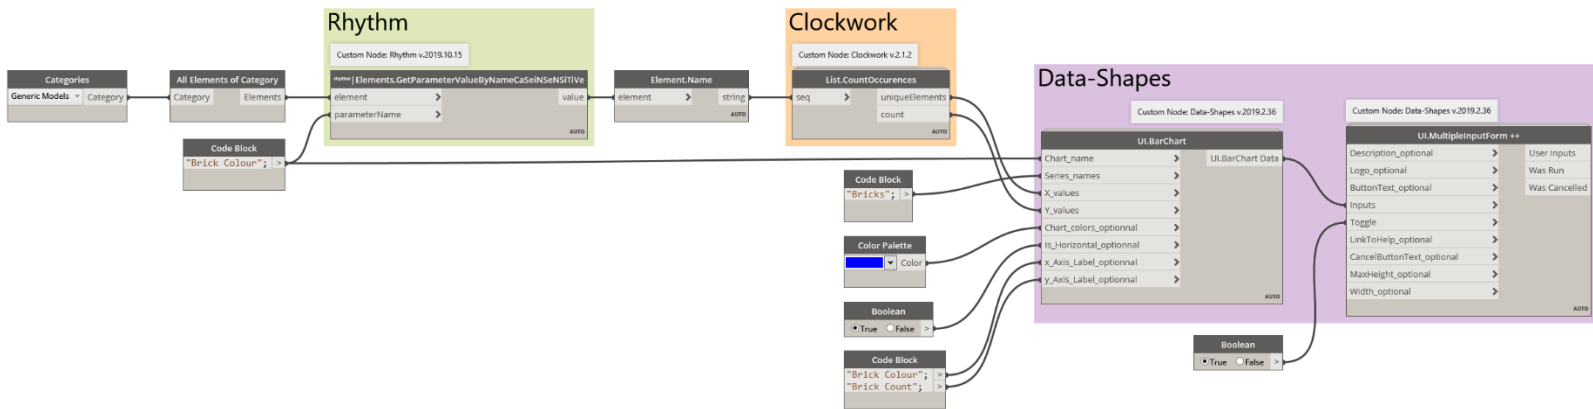 Rhythm
Custom Node: Rhythm v.2019.10.15
Clockwork
Custom Node: Clockwork v.2.1.2
Data-Shapes
Custom Node: Data-Shapes v.2019.2.36
Custom Node: Data-Shapes v.2019.2.36
Categories
Generic Models
Category
All Elements of Category
Category
Elements
rhythm|Elements.GetParameterValueByNameCaSeiNSeNSiTiVe
element
value
parameterName
AUTO
Element.Name
element
string
AUTO
List.CountOccurences
seq
uniqueElements
count
AUTO
Code Block
"Brick Colour";
>
Code Block
"Bricks";
>
Color Palette
Color
Boolean
True
False
>
Code Block
"Brick Colour";
>
"Brick Count";
>
UI.BarChart
Chart_name
UI.BarChart Data
Series_names
X_values
Y_values
Chart_colors_optionnal
Is_Horizontal_optionnal
x_Axis_Label_optionnal
y_Axis_Label_optionnal
AUTO
UI.MultipleInputForm ++
Description_optional
User Inputs
Logo_optional
Was Run
ButtonText_optional
Was Cancelled
Inputs
Toggle
LinkToHelp_optional
CancelButtonText_optional
MaxHeight_optional
Width_optional
AUTO
Boolean
True
False
>